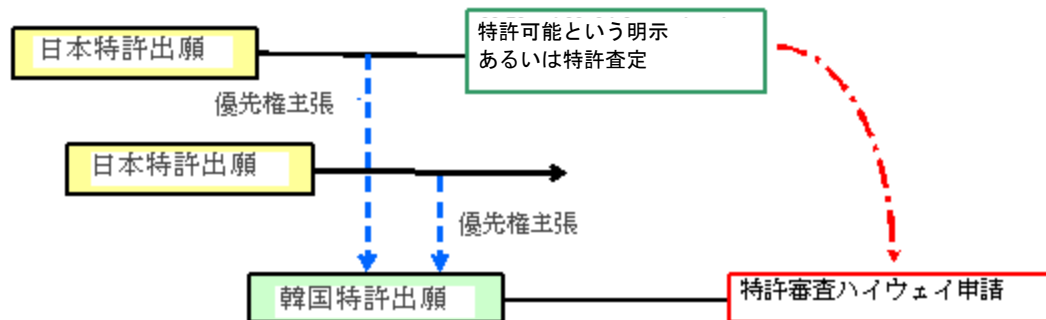 日本特許出願
特許可能という明示
あるいは特許査定
優先権主張
日本特許出願
優先権主張
韓国特許出願
特許審査ハイウェイ申請